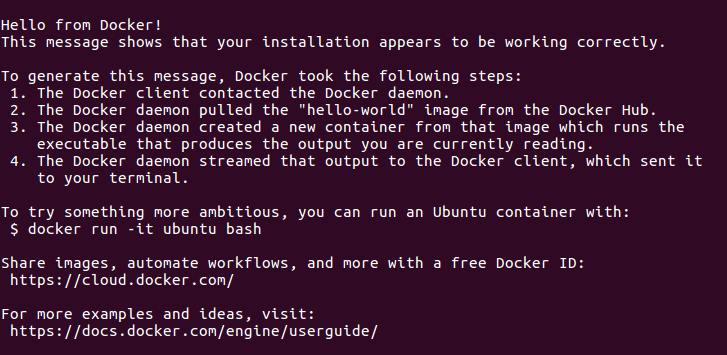 Hello from Docker!
This message shows that your installation appears to be working correctly.
To generate this message, Docker took the following steps:
1. The Docker client contacted the Docker daemon.
2. The Docker daemon pulled the "hello-world" image from the Docker Hub.
3. The Docker daemon created a new container from that image which runs the
executable that produces the output you are currently reading.
4. The Docker daemon streamed that output to the Docker client, which sent it
to your terminal.
To try something more ambitious, you can run an Ubuntu container with:
$ docker run -it ubuntu bash
Share images, automate workflows, and more with a free Docker ID:
https://cloud.docker.com/
For more examples and ideas, visit:
https://docs.docker.com/engine/userguide/